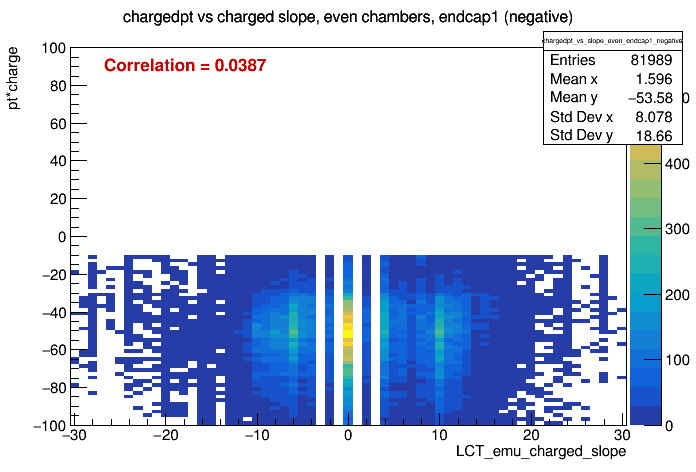 chargedpt vs charged slope, even chambers, endcap1 (negative)
chargedpt_vs_slope_even_endcap1_negative
Entries 81989
Mean x 1.596
Mean y −53.58
Std Dev x 8.078
Std Dev y 18.66
Correlation = 0.0387
pt*charge
100
80
60
40
20
0
−20
−40
−60
−80
−100
−30 −20 −10 0 10 20 30
LCT_emu_charged_slope
0
400
300
200
100
0